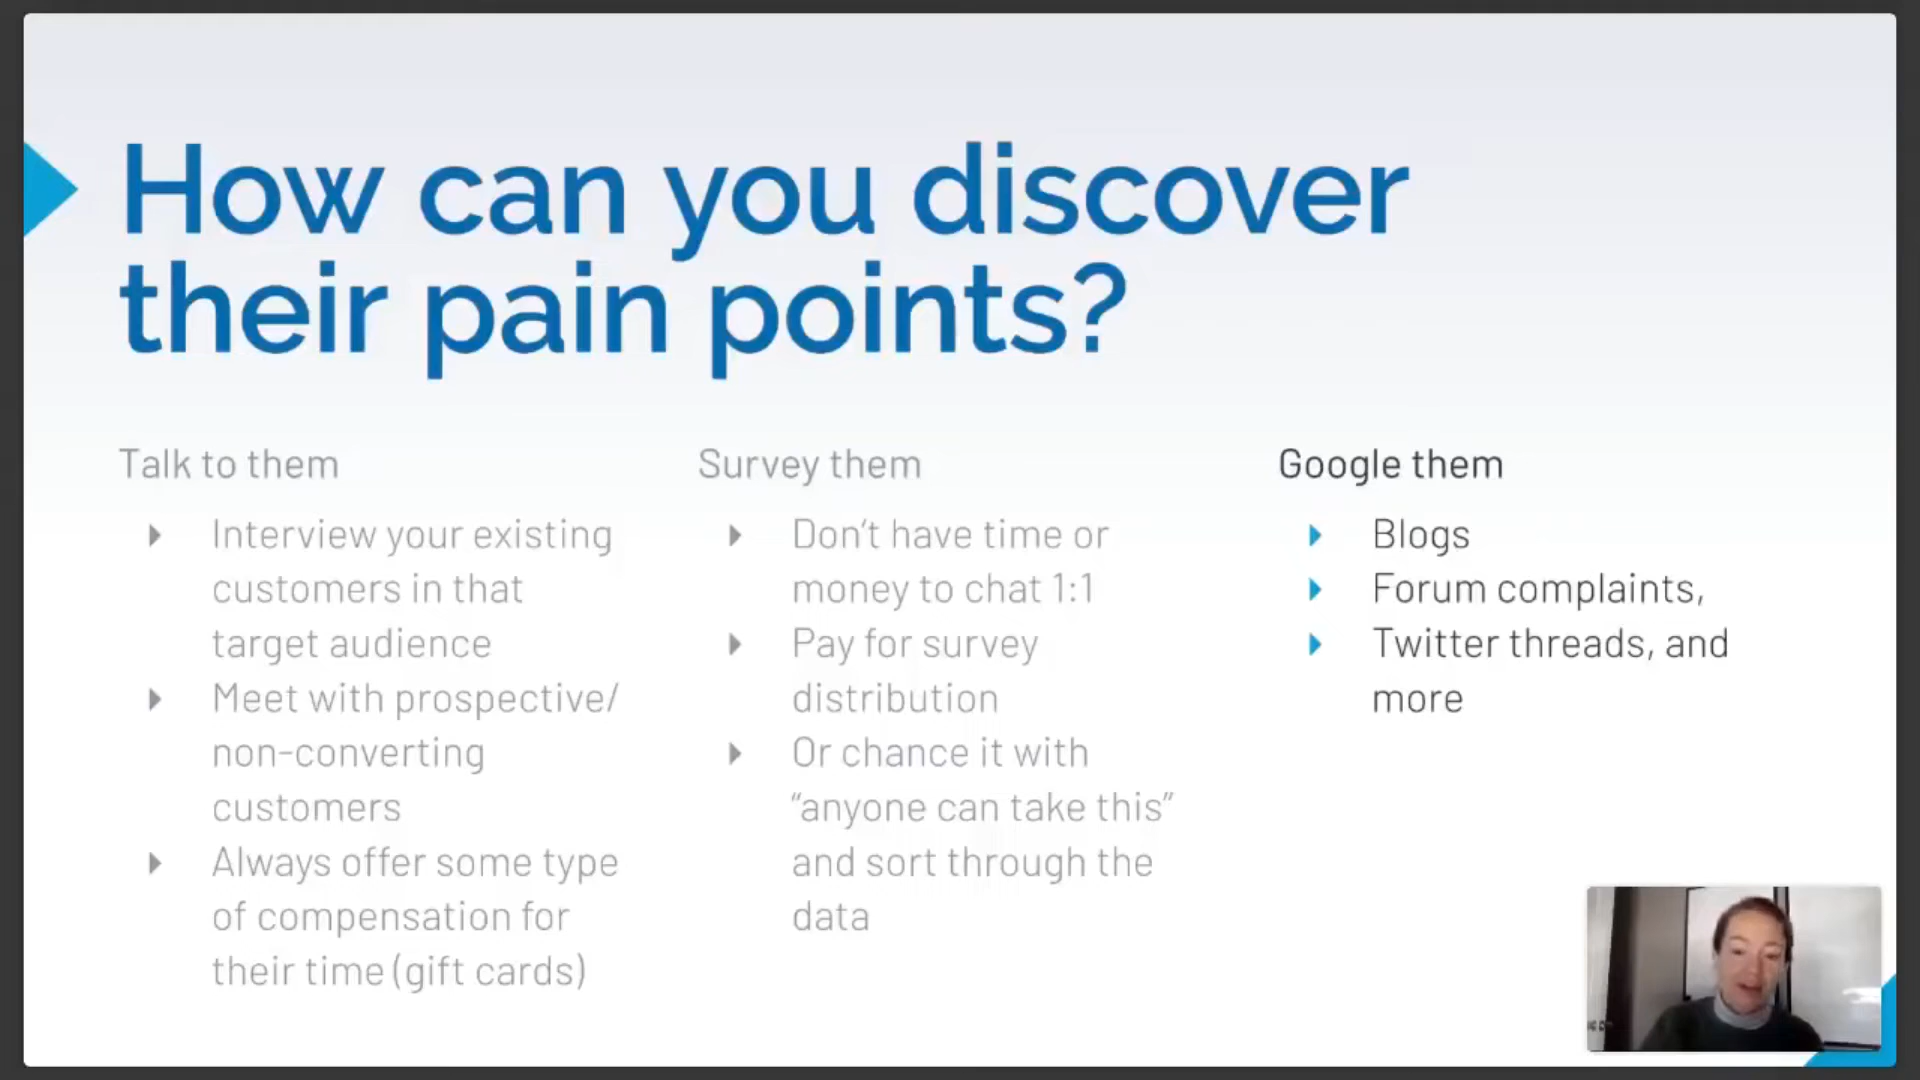 How can you discover
their pain points?
Talk to them
Interview your existing
customers in that
target audience
Meet with prospective/
non-converting
customers
Always offer some type
of compensation for
their time (gift cards)
Survey them
Don’t have time or
money to chat 1:1
Pay for survey
distribution
Or chance it with
“anyone can take this”
and sort through the
data
Google them
Blogs
Forum complaints,
Twitter threads, and
more